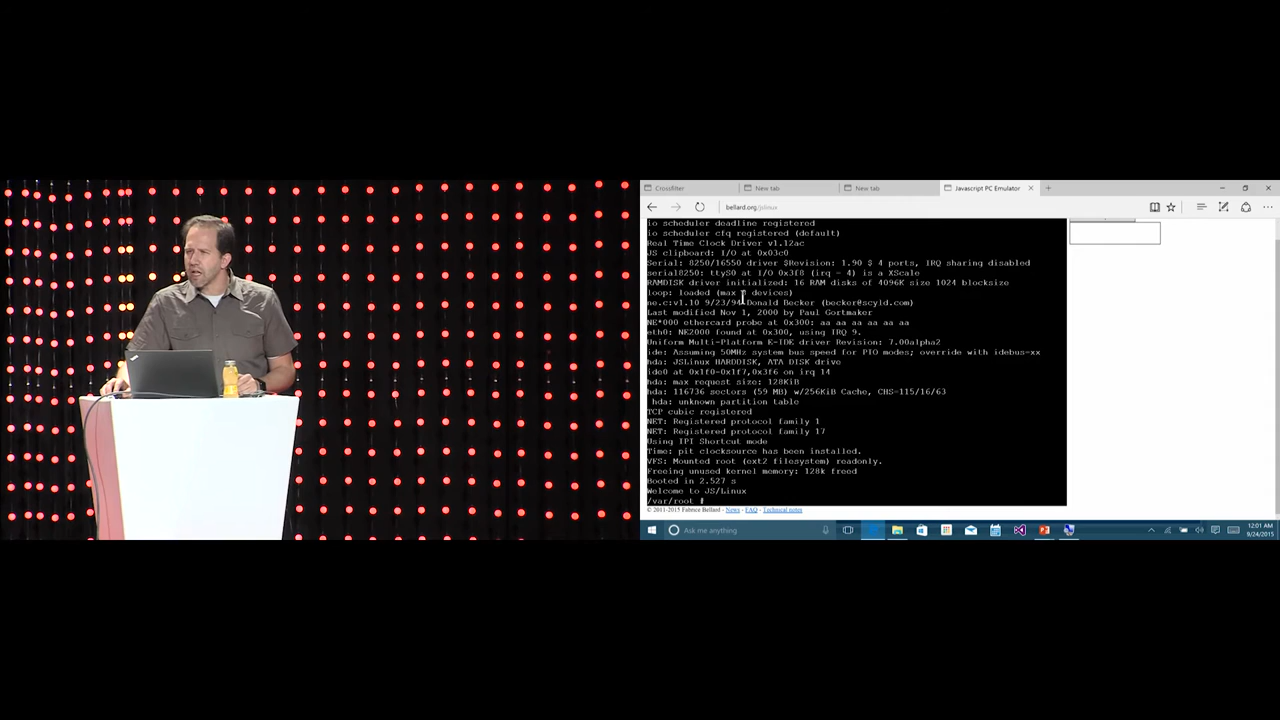 Crossfilter
New tab
New tab
Javascript PC Emulator
bellard.org/jslinux
io scheduler deadline registered
io scheduler cfq registered (default)
Real Time Clock Driver v1.12ac
JS clipboard: I/O at 0x03c0
Serial: 8250/16550 driver $Revision: 1.90 $ 4 ports, IRQ sharing disabled
serial8250: ttyS0 at I/O 0x3f8 (irq = 4) is a XScale
RAMDISK driver initialized: 16 RAM disks of 4096K size 1024 blocksize
loop: loaded (max devices)
ne.c:v1.10 9/23/94 Donald Becker (becker@scyld.com)
Last modified Nov 1, 2000 by Paul Gortmaker
NE*000 ethercard probe at 0x300: aa aa aa aa aa aa
eth0: NE2000 found at 0x300, using IRQ 9.
Uniform Multi-Platform E-IDE driver Revision: 7.00alpha2
ide: Assuming 50MHz system bus speed for PIO modes; override with idebus=xx
hda: JSLinux HARDDISK, ATA DISK drive
ide0 at 0x1f0-0x1f7,0x3f6 on irq 14
hda: max request size: 128KiB
hda: 116736 sectors (59 MB) w/256KiB Cache, CHS=115/16/63
hda: unknown partition table
TCP cubic registered
NET: Registered protocol family 1
NET: Registered protocol family 17
Using IPI Shortcut mode
Time: pit clocksource has been installed.
VFS: Mounted root (ext2 filesystem) readonly.
Freeing unused kernel memory: 128k freed
Booted in 2.527 s
Welcome to JS/Linux
/var/root #
© 2011-2015 Fabrice Bellard - News - FAQ - Technical notes
Ask me anything
12:01 AM
9/24/2015